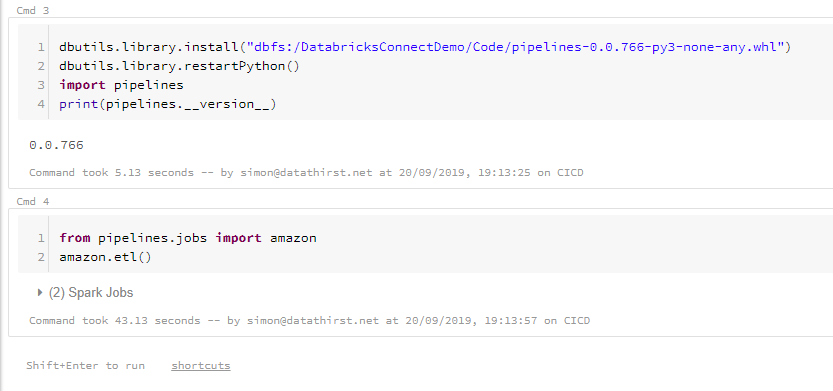 Cmd 3
1 dbutils.library.install("dbfs:/DatabricksConnectDemo/Code/pipelines-0.0.766-py3-none-any.whl")
2 dbutils.library.restartPython()
3 import pipelines
4 print(pipelines.__version__)
0.0.766
Command took 5.13 seconds -- by simon@datathirst.net at 20/09/2019, 19:13:25 on CICD
Cmd 4
1 from pipelines.jobs import amazon
2 amazon.etl()
(2) Spark Jobs
Command took 43.13 seconds -- by simon@datathirst.net at 20/09/2019, 19:13:57 on CICD
Shift+Enter to run shortcuts